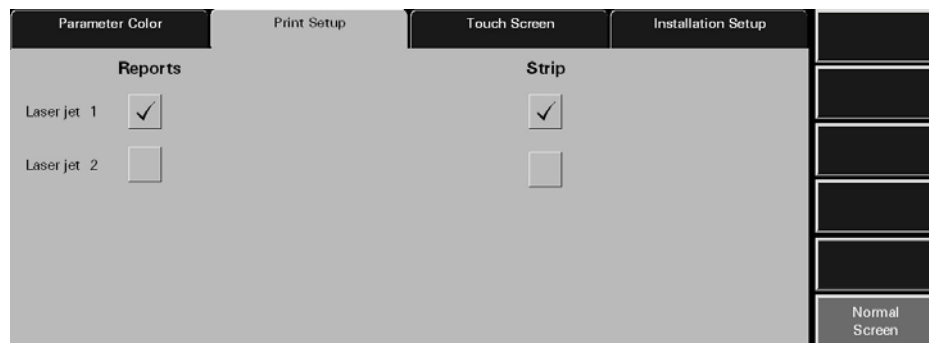 Parameter Color
Print Setup
Touch Screen
Installation Setup
Reports
Strip
Laser jet 1
Laser jet 2
Normal
Screen